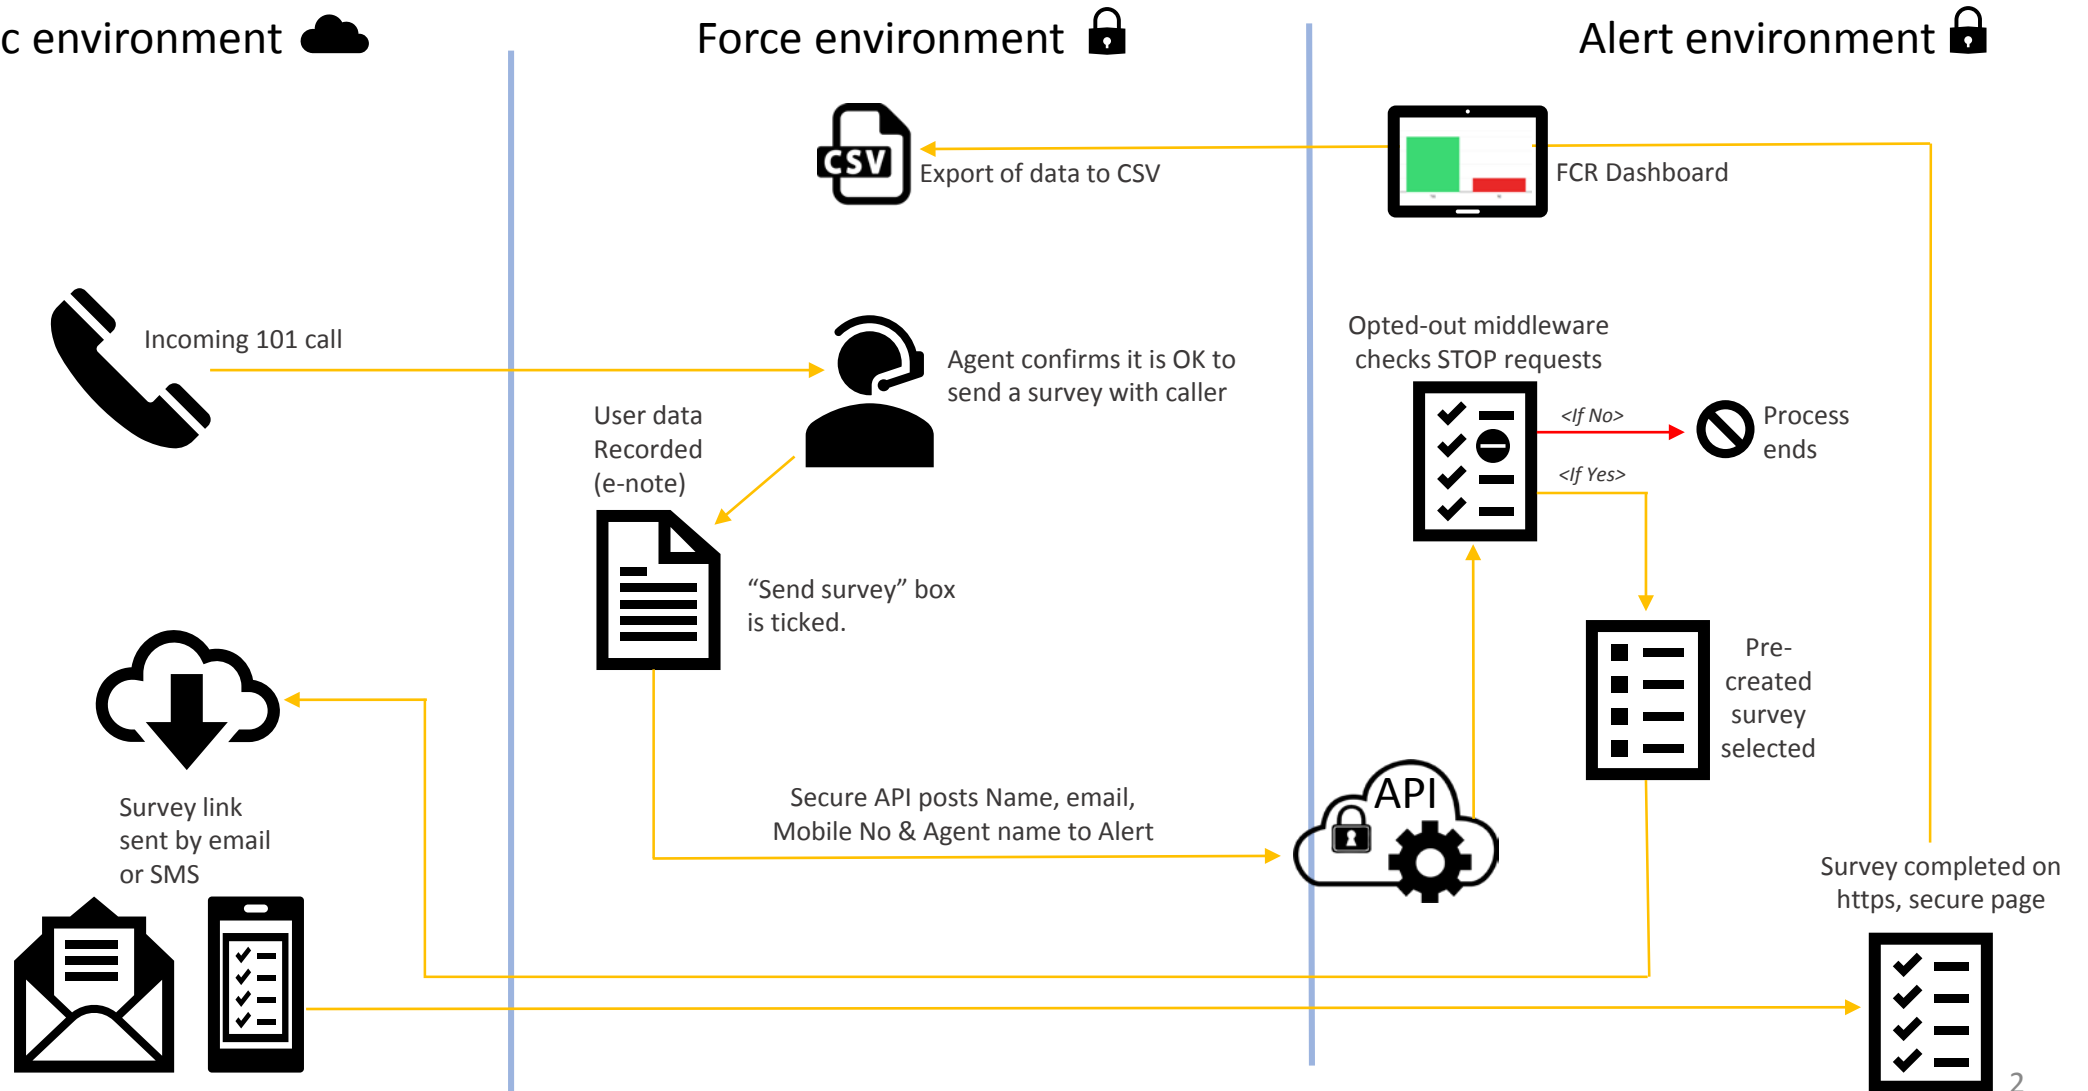 c environment
Force environment
Alert environment
CSV
Export of data to CSV
FCR Dashboard
Incoming 101 call
Agent confirms it is OK to
send a survey with caller
User data
Recorded
(e-note)
“Send survey” box
is ticked.
Opted-out middleware
checks STOP requests
<If No>
Process
ends
<If Yes>
Pre-
created
survey
selected
Secure API posts Name, email,
Mobile No & Agent name to Alert
API
Survey link
sent by email
or SMS
Survey completed on
https, secure page
2